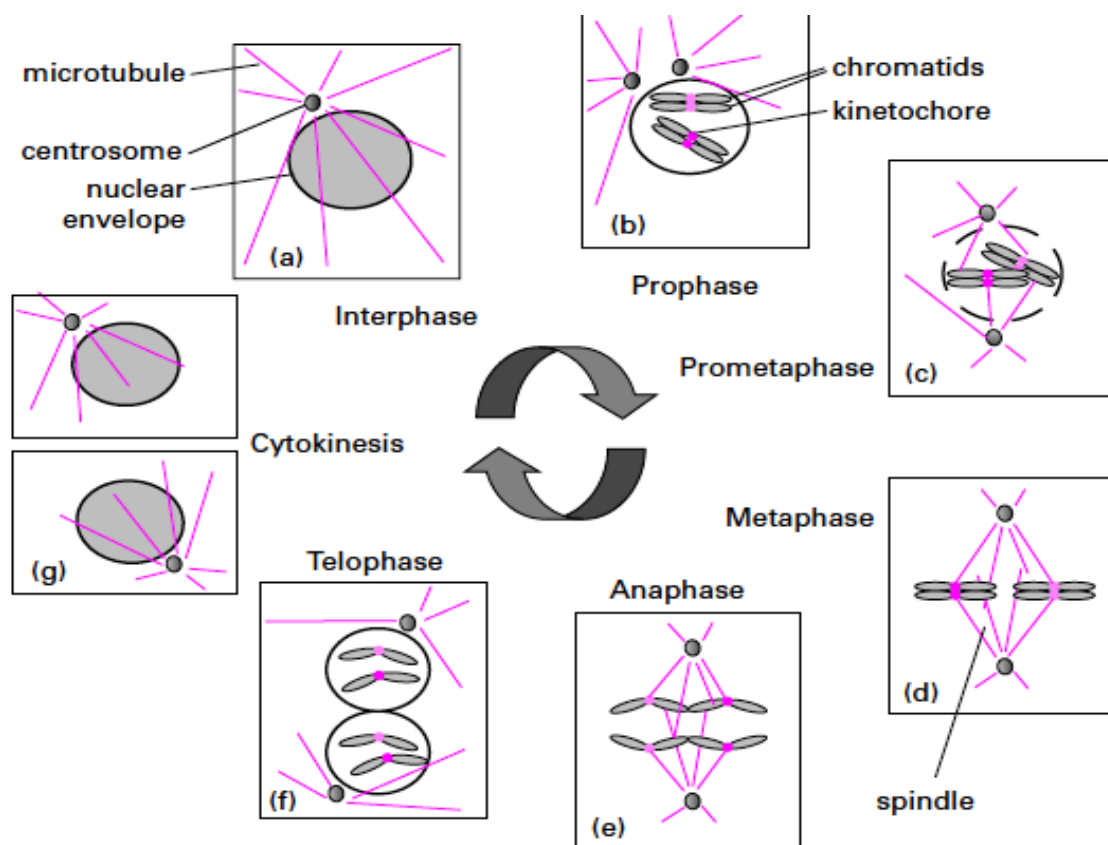 microtubule
centrosome
nuclear
envelope
(a)
Interphase
chromatids
kinetochore
(b)
Prophase
Prometaphase
(c)
Metaphase
(d)
spindle
Anaphase
(e)
Telophase
(f)
Cytokinesis
(g)